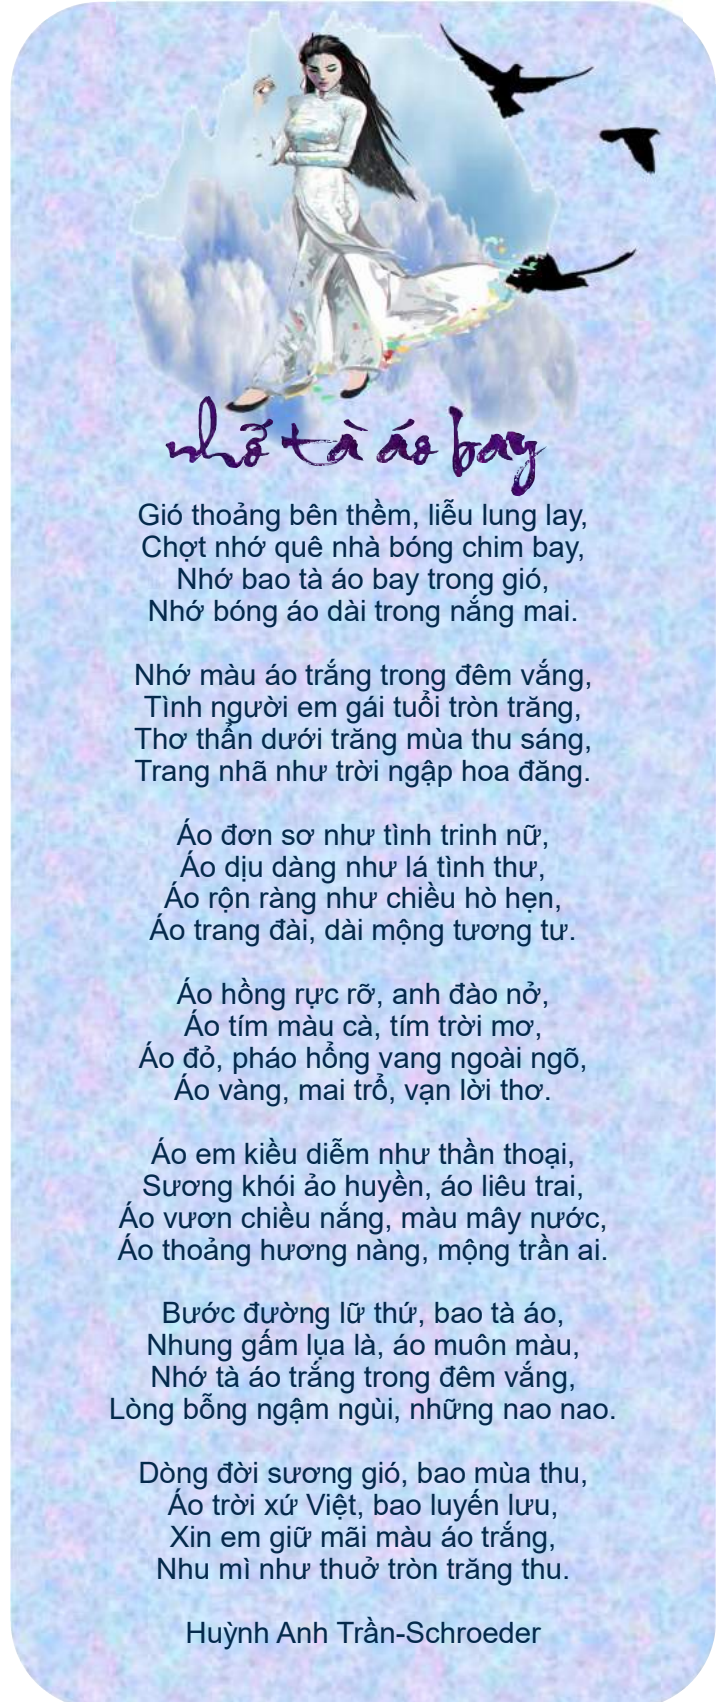 nhớ tà áo bay
Gió thoảng bên thềm, liễu lung lay,
Chợt nhớ quê nhà bóng chim bay,
Nhớ bao tà áo bay trong gió,
Nhớ bóng áo dài trong nắng mai.
Nhớ màu áo trắng trong đêm vắng,
Tình người em gái tuổi tròn trăng,
Thơ thẩn dưới trăng mùa thu sáng,
Trang nhã như trời ngập hoa đăng.
Áo đơn sơ như tình trinh nữ,
Áo dịu dàng như lá tình thư,
Áo rộn ràng như chiều hò hẹn,
Áo trang đài, dài mộng tương tư.
Áo hồng rực rỡ, anh đào nở,
Áo tím màu cà, tím trời mơ,
Áo đỏ, pháo hổng vang ngoài ngõ,
Áo vàng, mai trổ, vạn lời thơ.
Áo em kiều diễm như thần thoại,
Sương khói ảo huyền, áo liêu trai,
Áo vươn chiều nắng, màu mây nước,
Áo thoảng hương nàng, mộng trần ai.
Bước đường lữ thứ, bao tà áo,
Nhung gấm lụa là, áo muôn màu,
Nhớ tà áo trắng trong đêm vắng,
Lòng bỗng ngậm ngùi, những nao nao.
Dòng đời sương gió, bao mùa thu,
Áo trời xứ Việt, bao luyến lưu,
Xin em giữ mãi màu áo trắng,
Nhu mì như thuở tròn trăng thu.
Huỳnh Anh Trần-Schroeder